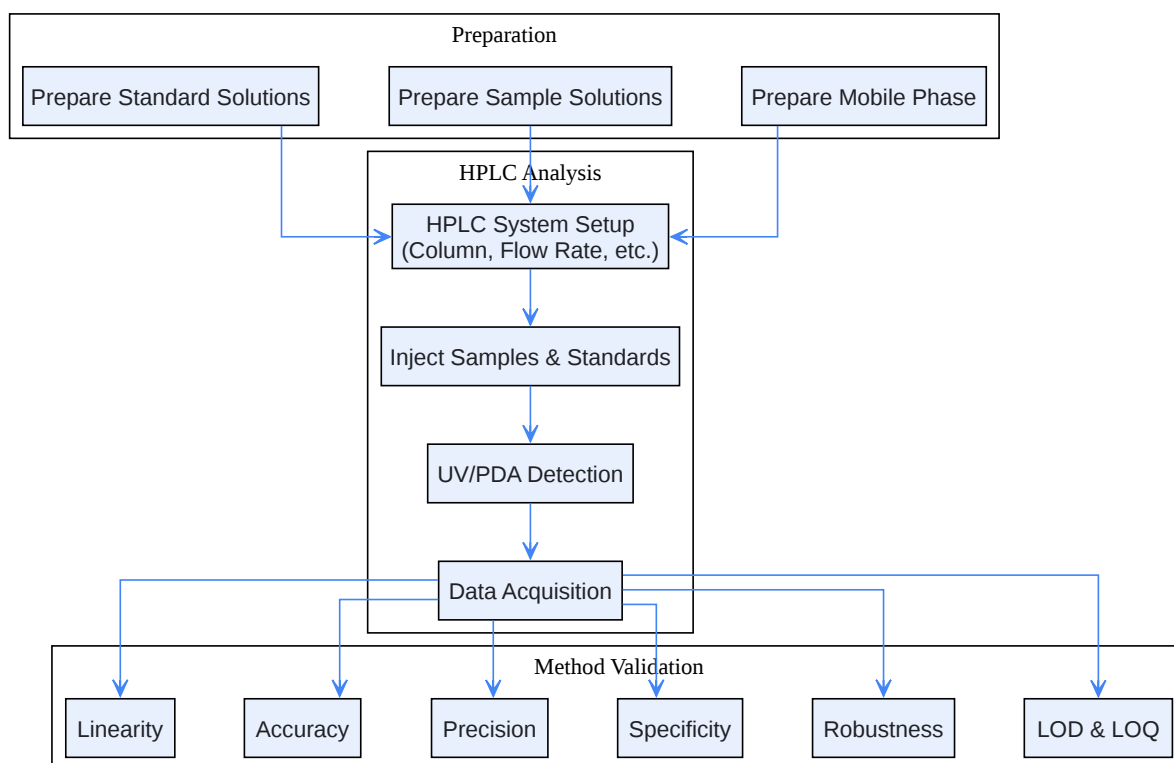 Preparation
Prepare Standard Solutions
Prepare Sample Solutions
Prepare Mobile Phase
HPLC Analysis
HPLC System Setup
(Column, Flow Rate, etc.)
Inject Samples & Standards
UV/PDA Detection
Data Acquisition
Method Validation
Linearity
Accuracy
Precision
Specificity
Robustness
LOD & LOQ